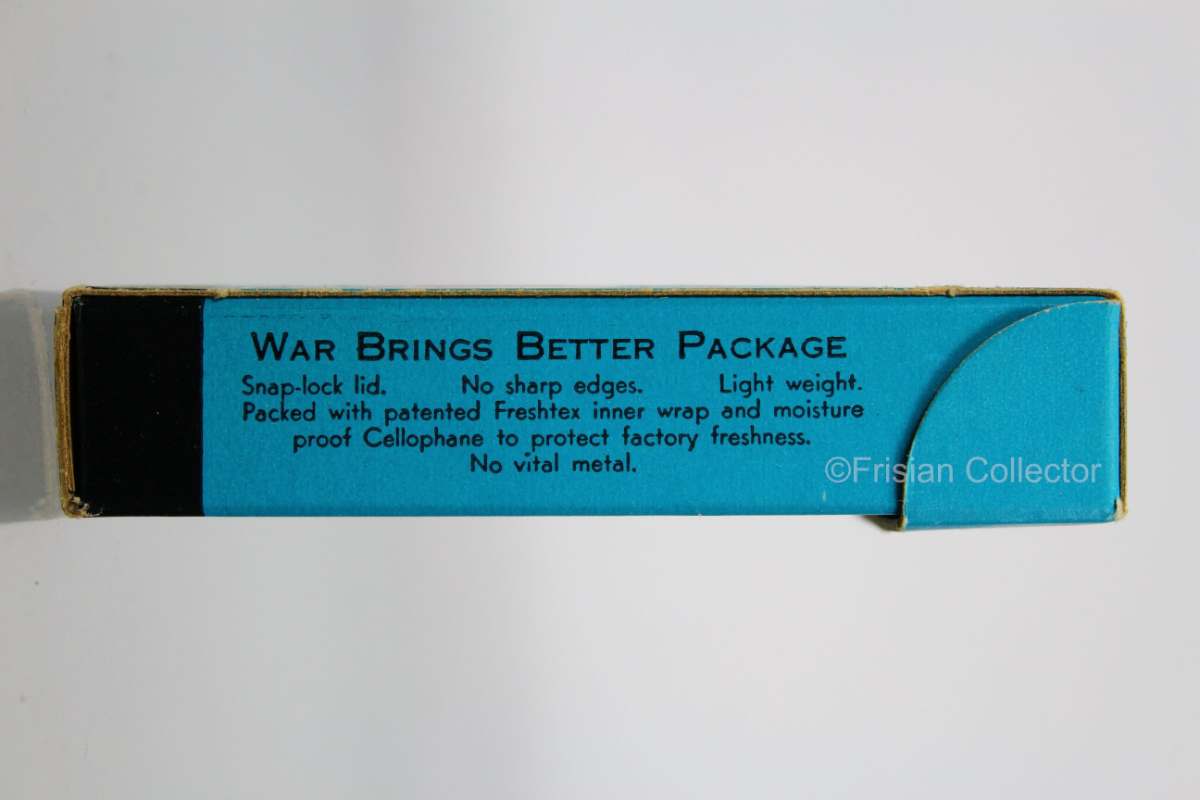 War Brings Better Package
Snap-lock lid. No sharp edges. Light weight.
Packed with patented Freshtex inner wrap and moisture
proof Cellophane to protect factory freshness.
No vital metal.
©Frisian Collector